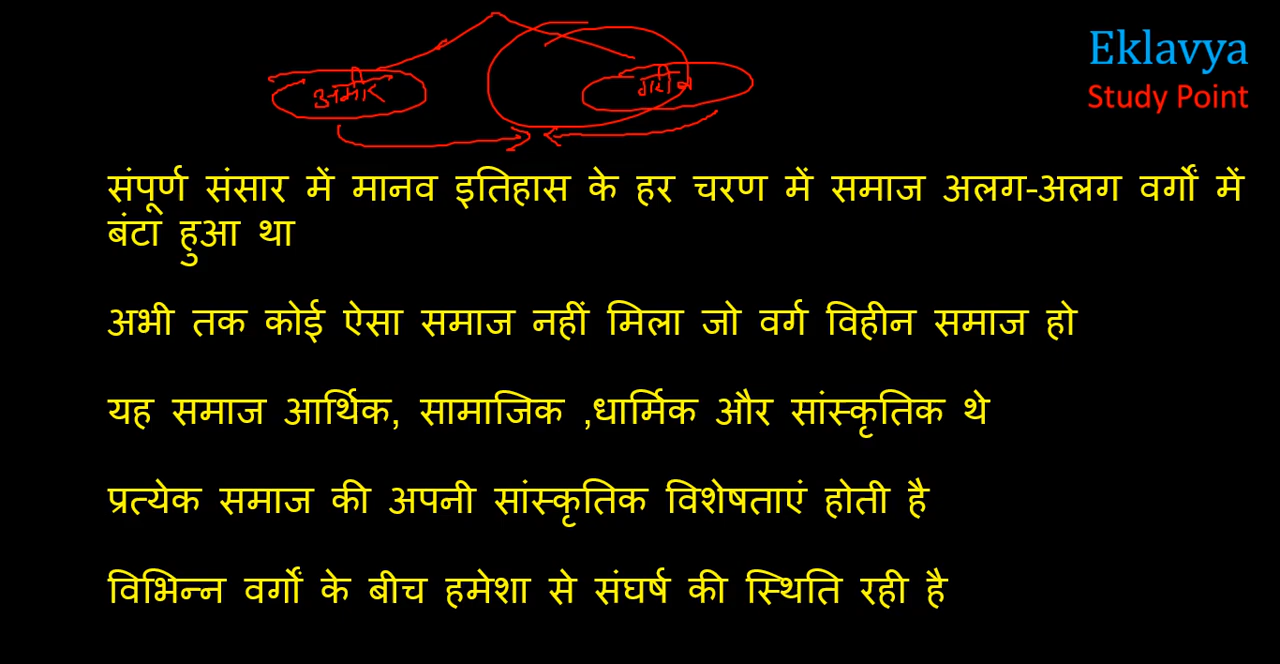 Eklavya
Study Point
अमीर
गरीब
संपूर्ण संसार में मानव इतिहास के हर चरण में समाज अलग-अलग वर्गों में
बंटा हुआ था
अभी तक कोई ऐसा समाज नहीं मिला जो वर्ग विहीन समाज हो
यह समाज आर्थिक, सामाजिक ,धार्मिक और सांस्कृतिक थे
प्रत्येक समाज की अपनी सांस्कृतिक विशेषताएं होती है
विभिन्न वर्गों के बीच हमेशा से संघर्ष की स्थिति रही है